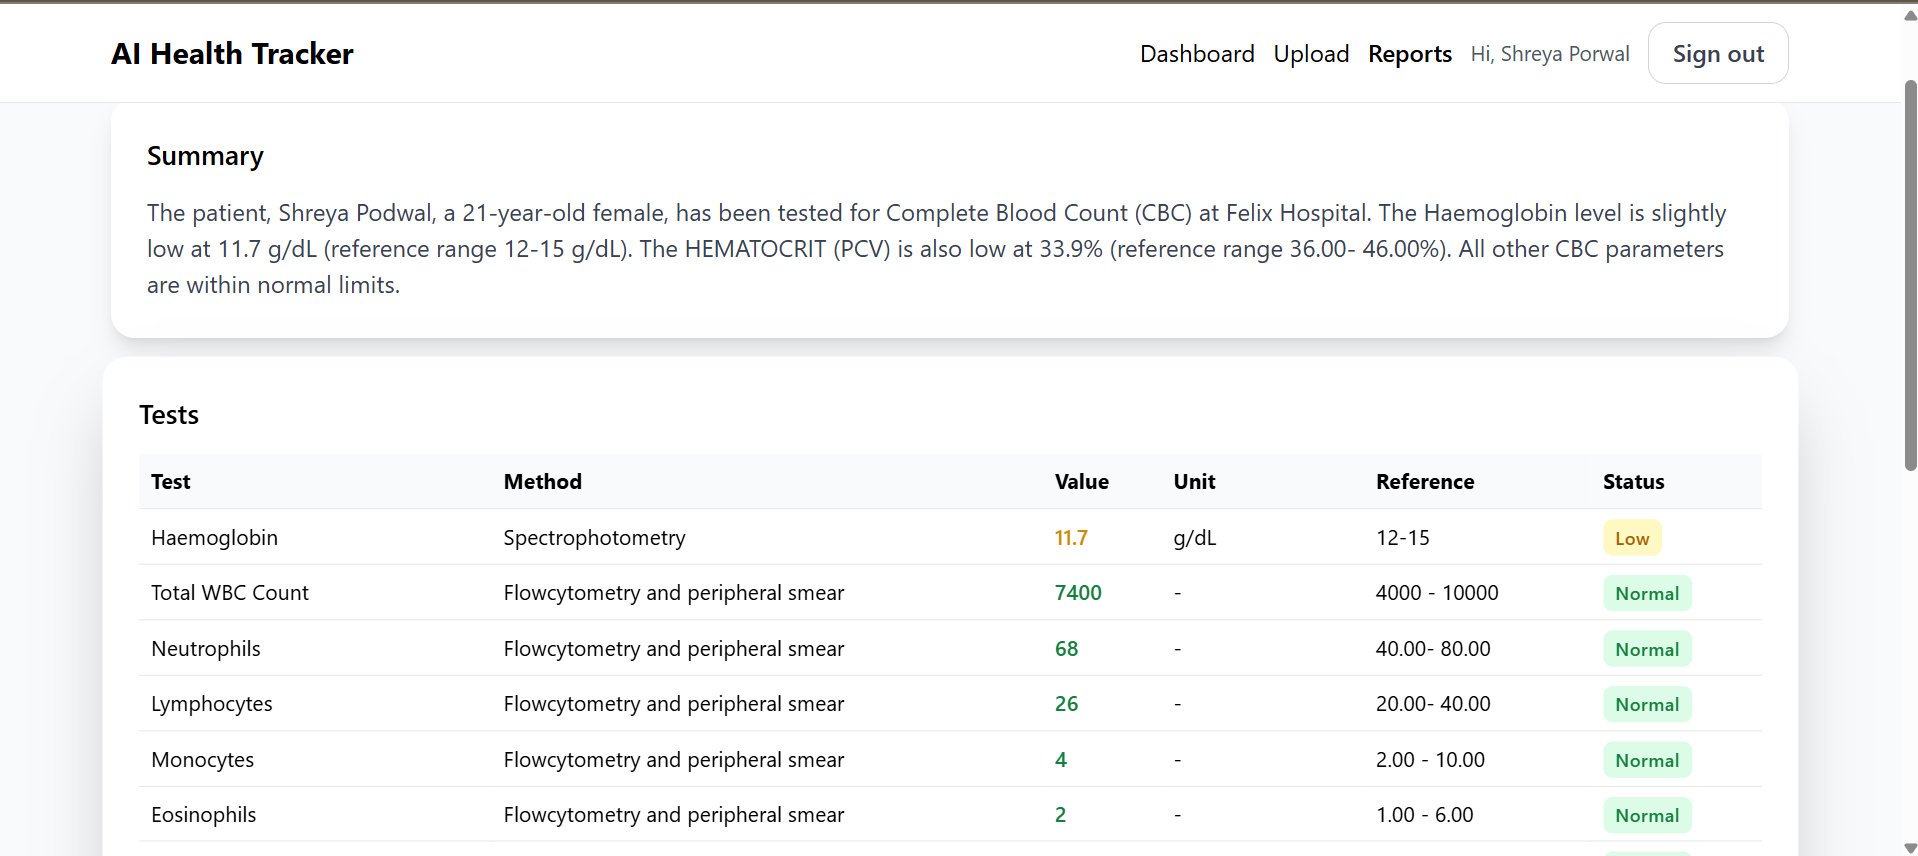 AI Health Tracker
Dashboard Upload Reports Hi, Shreya Porwal Sign out
Summary
The patient, Shreya Podwal, a 21-year-old female, has been tested for Complete Blood Count (CBC) at Felix Hospital. The Haemoglobin level is slightly
low at 11.7 g/dL (reference range 12-15 g/dL). The HEMATOCRIT (PCV) is also low at 33.9% (reference range 36.00- 46.00%). All other CBC parameters
are within normal limits.
Tests
Test Method Value Unit Reference Status
Haemoglobin Spectrophotometry 11.7 g/dL 12-15 Low
Total WBC Count Flowcytometry and peripheral smear 7400 - 4000 - 10000 Normal
Neutrophils Flowcytometry and peripheral smear 68 - 40.00- 80.00 Normal
Lymphocytes Flowcytometry and peripheral smear 26 - 20.00- 40.00 Normal
Monocytes Flowcytometry and peripheral smear 4 - 2.00 - 10.00 Normal
Eosinophils Flowcytometry and peripheral smear 2 - 1.00 - 6.00 Normal